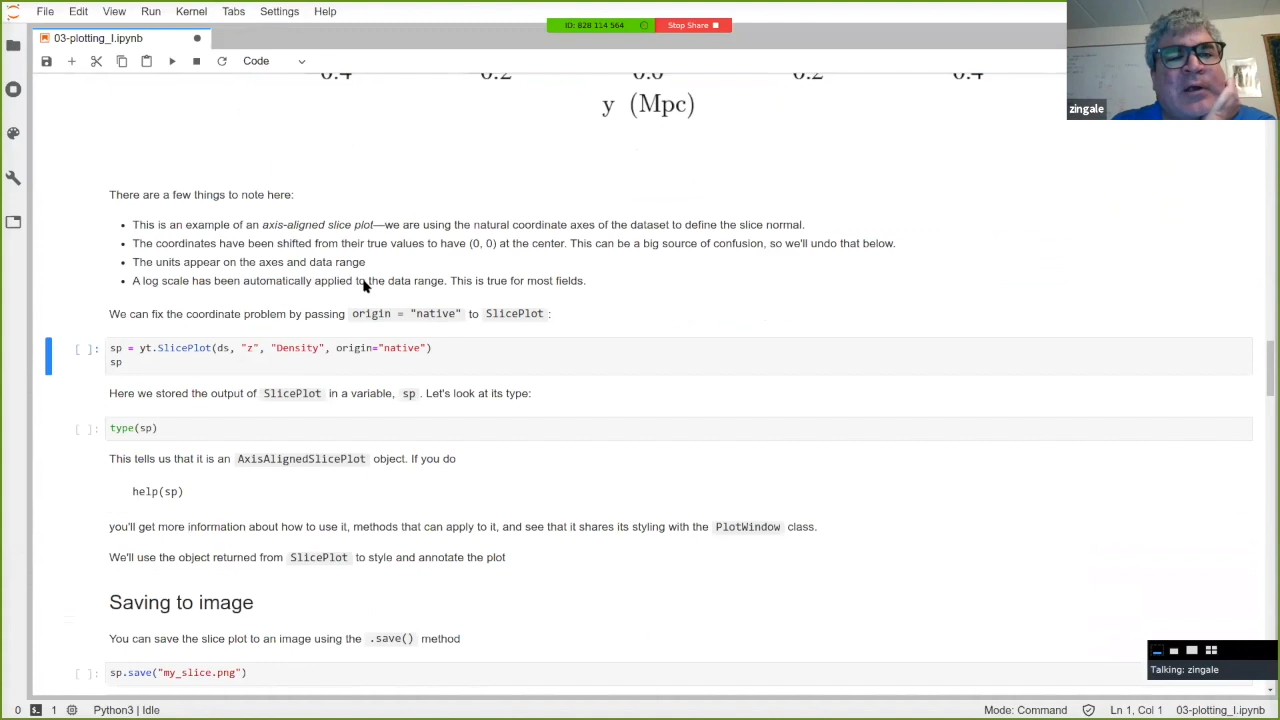 File Edit View Run Kernel Tabs Settings Help
ID: 828 114 564 Stop Share
03-plotting_I.ipynb
Code
0.4 0.2 0.0 0.2 0.4
y (Mpc)
zingale
There are a few things to note here:
This is an example of an axis-aligned slice plot—we are using the natural coordinate axes of the dataset to define the slice normal.
The coordinates have been shifted from their true values to have (0, 0) at the center. This can be a big source of confusion, so we'll undo that below.
The units appear on the axes and data range
A log scale has been automatically applied to the data range. This is true for most fields.
We can fix the coordinate problem by passing origin = "native" to SlicePlot :
[ ]: sp = yt.SlicePlot(ds, "z", "Density", origin="native")
sp
Here we stored the output of SlicePlot in a variable, sp . Let's look at its type:
[ ]: type(sp)
This tells us that it is an AxisAlignedSlicePlot object. If you do
help(sp)
you'll get more information about how to use it, methods that can apply to it, and see that it shares its styling with the PlotWindow class.
We'll use the object returned from SlicePlot to style and annotate the plot
Saving to image
You can save the slice plot to an image using the .save() method
[ ]: sp.save("my_slice.png")
Talking: zingale
0 1 Python3 | Idle Mode: Command Ln 1, Col 1 03-plotting_I.ipynb